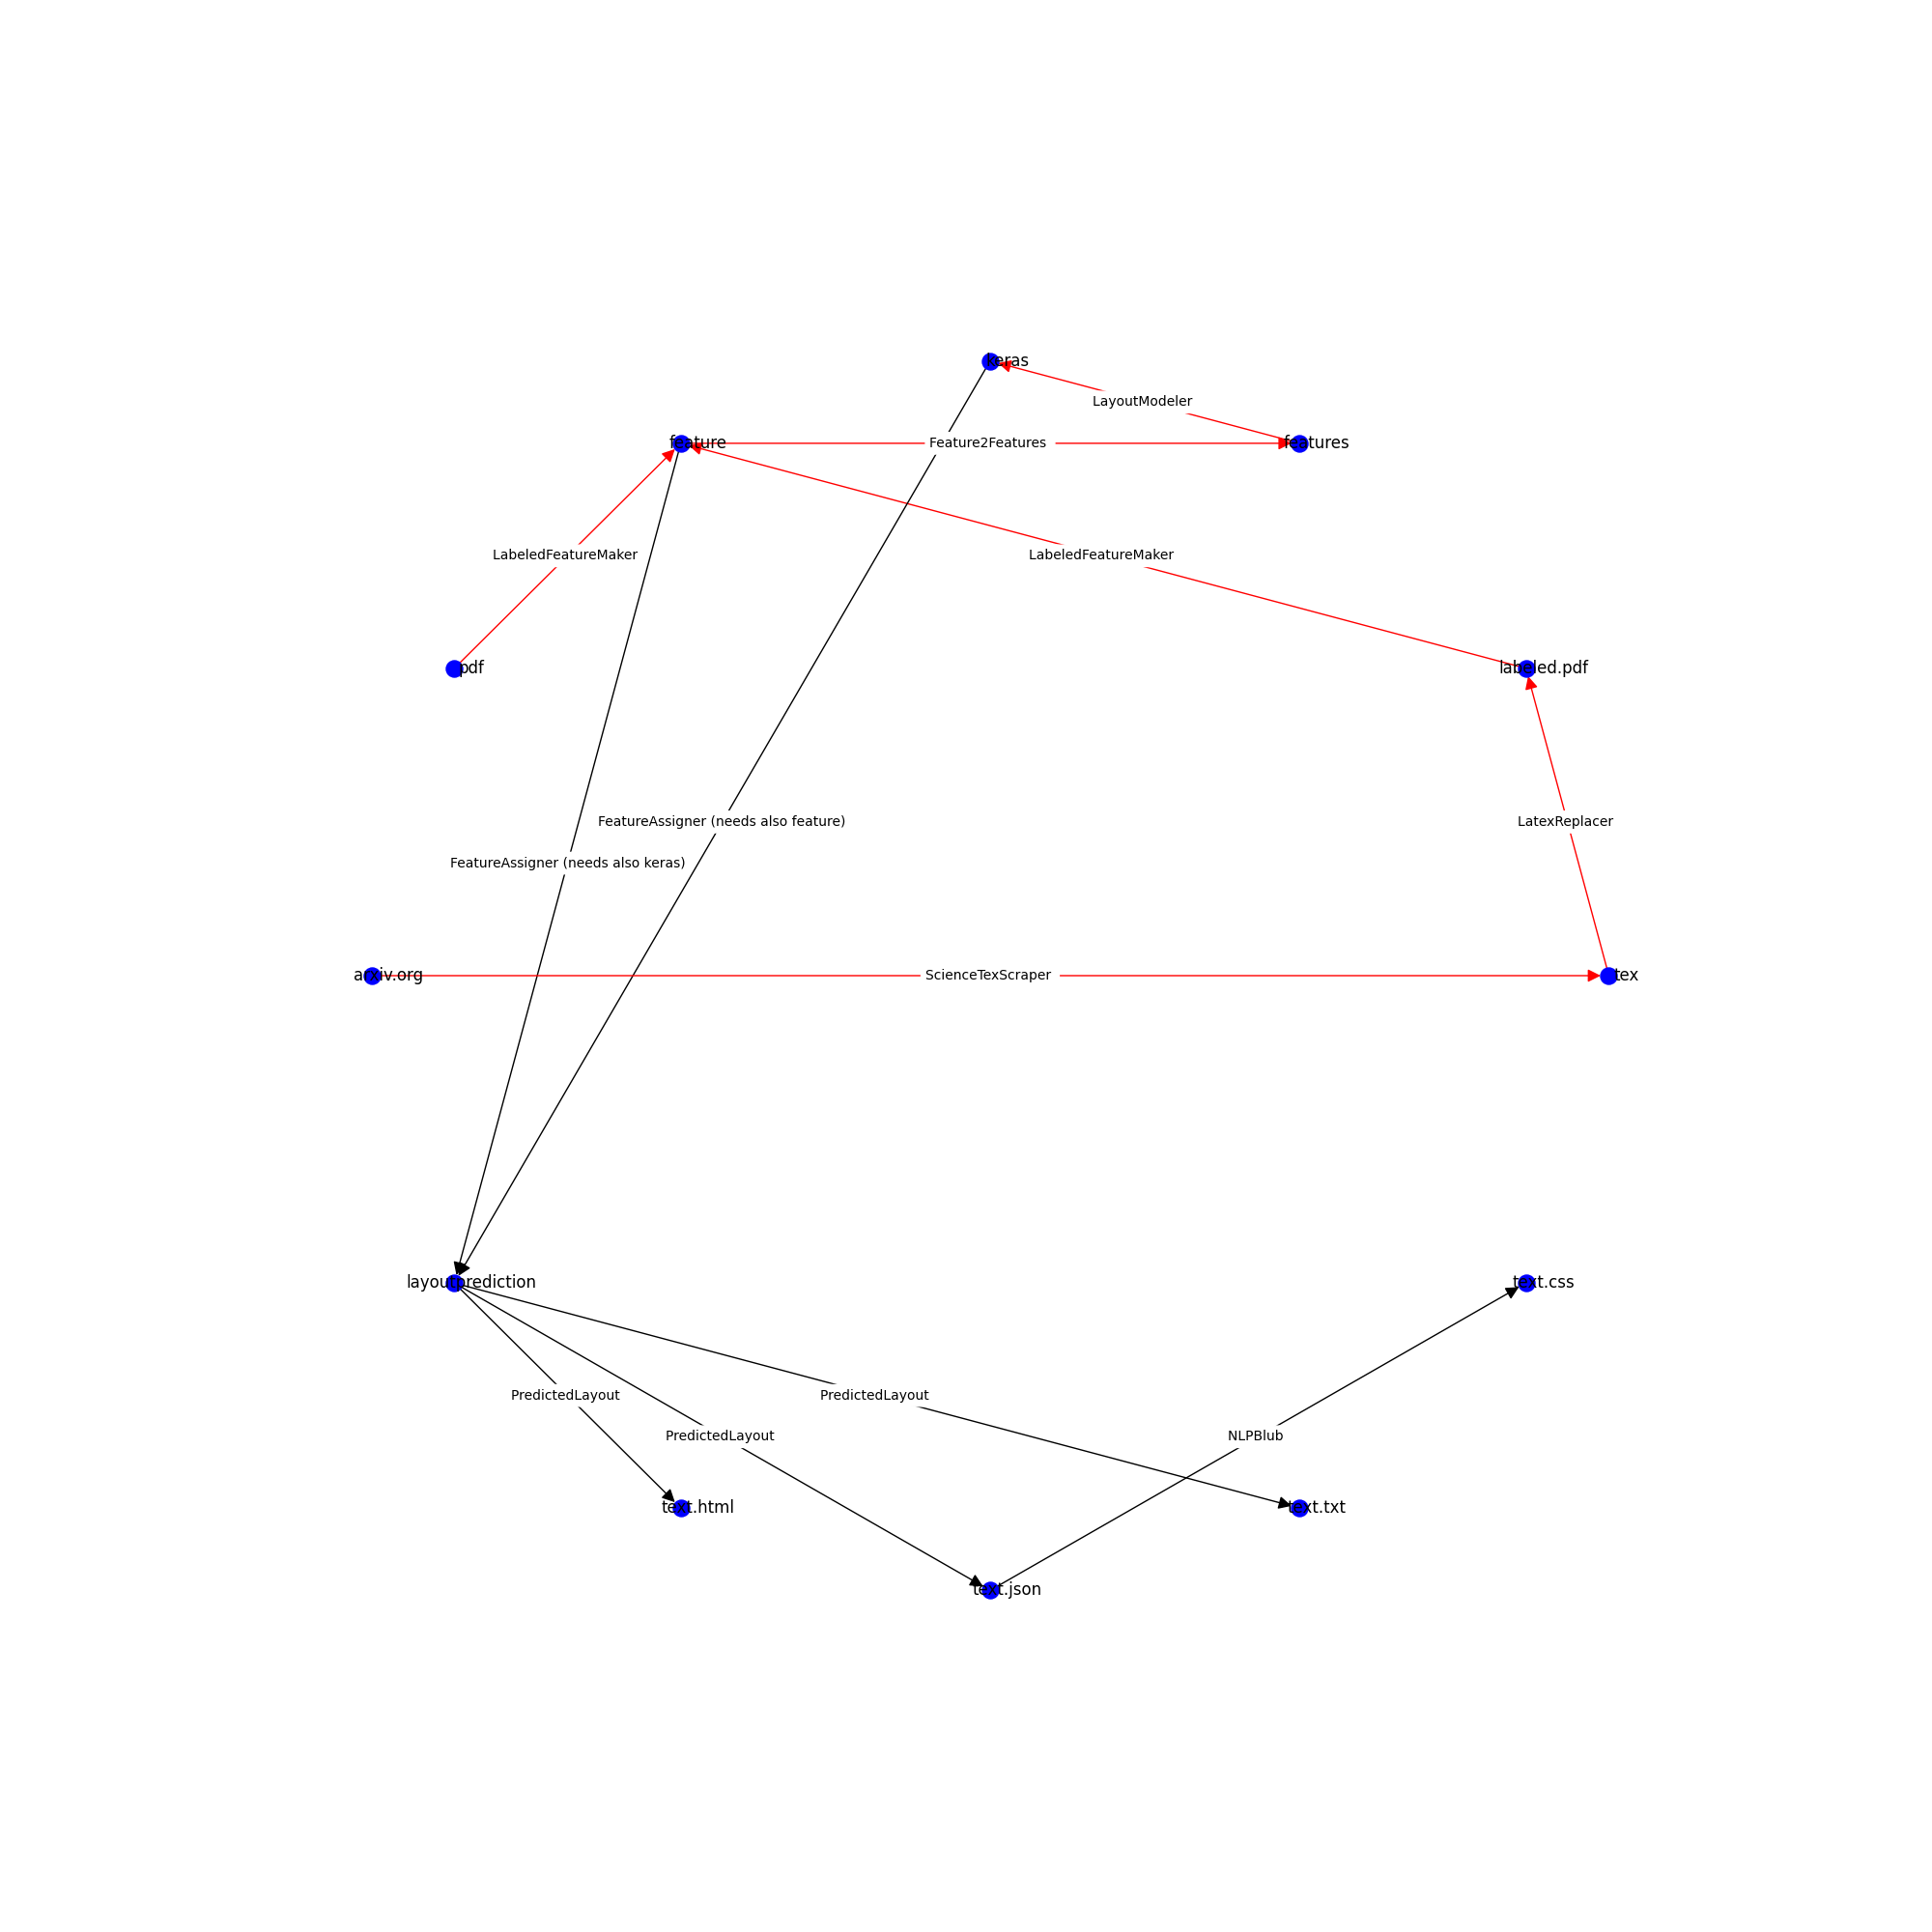 keras
LayoutModeler
feature
Feature2Features
features
LabeledFeatureMaker
LabeledFeatureMaker
pdf
labeled.pdf
FeatureAssigner (needs also feature)
LatexReplacer
FeatureAssigner (needs also keras)
arxiv.org
ScienceTexScraper
tex
layoutprediction
text.css
PredictedLayout
PredictedLayout
PredictedLayout
NLPBlub
text.html
text.txt
text.json